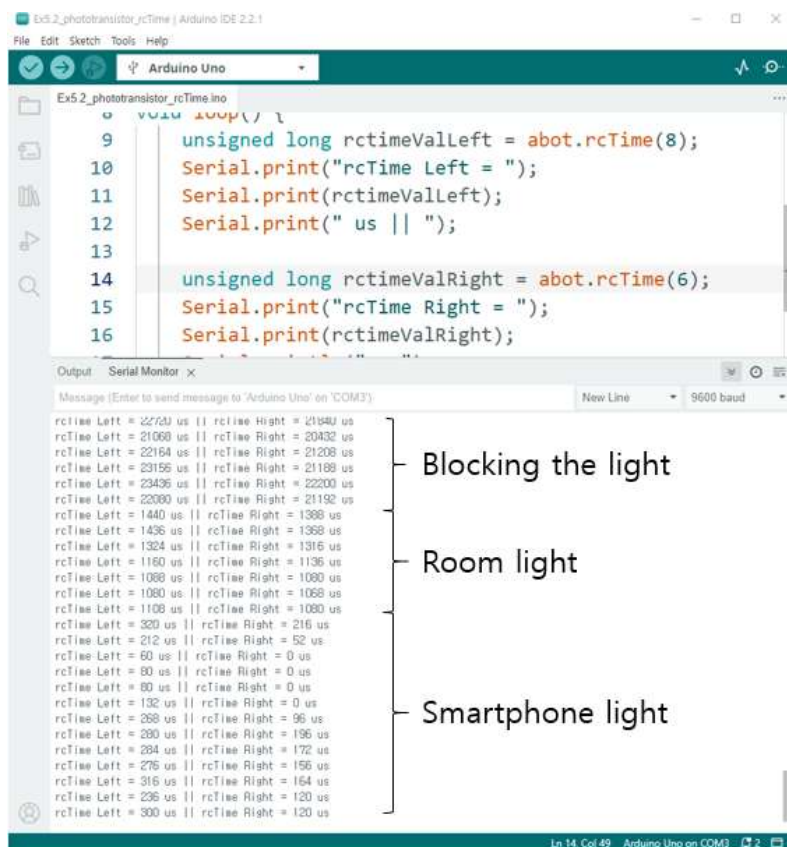 Ex5.2_phototransistor_rcTime | Arduino IDE 2.2.1
File Edit Sketch Tools Help
Arduino Uno
Ex5.2_phototransistor_rcTime.ino
8 void loop() {
9 unsigned long rctimeValLeft = abot.rcTime(8);
10 Serial.print("rcTime Left = ");
11 Serial.print(rctimeValLeft);
12 Serial.print(" us || ");
13
14 unsigned long rctimeValRight = abot.rcTime(6);
15 Serial.print("rcTime Right = ");
16 Serial.print(rctimeValRight);
Output Serial Monitor
Message (Enter to send message to 'Arduino Uno' on 'COM3')
New Line 9600 baud
rcTime Left = 22720 us || rcTime Right = 21840 us
rcTime Left = 21068 us || rcTime Right = 20432 us
rcTime Left = 22164 us || rcTime Right = 21208 us
rcTime Left = 23156 us || rcTime Right = 21188 us
rcTime Left = 23436 us || rcTime Right = 22200 us
rcTime Left = 22080 us || rcTime Right = 21192 us
Blocking the light
rcTime Left = 1440 us || rcTime Right = 1388 us
rcTime Left = 1436 us || rcTime Right = 1368 us
rcTime Left = 1324 us || rcTime Right = 1316 us
rcTime Left = 1160 us || rcTime Right = 1136 us
rcTime Left = 1088 us || rcTime Right = 1080 us
rcTime Left = 1080 us || rcTime Right = 1068 us
rcTime Left = 1108 us || rcTime Right = 1080 us
Room light
rcTime Left = 320 us || rcTime Right = 216 us
rcTime Left = 212 us || rcTime Right = 52 us
rcTime Left = 60 us || rcTime Right = 0 us
rcTime Left = 80 us || rcTime Right = 0 us
rcTime Left = 80 us || rcTime Right = 0 us
rcTime Left = 132 us || rcTime Right = 0 us
rcTime Left = 268 us || rcTime Right = 96 us
rcTime Left = 280 us || rcTime Right = 196 us
rcTime Left = 284 us || rcTime Right = 172 us
rcTime Left = 276 us || rcTime Right = 156 us
rcTime Left = 316 us || rcTime Right = 164 us
rcTime Left = 236 us || rcTime Right = 120 us
rcTime Left = 300 us || rcTime Right = 120 us
Smartphone light
Ln 14, Col 49 Arduino Uno on COM3 2